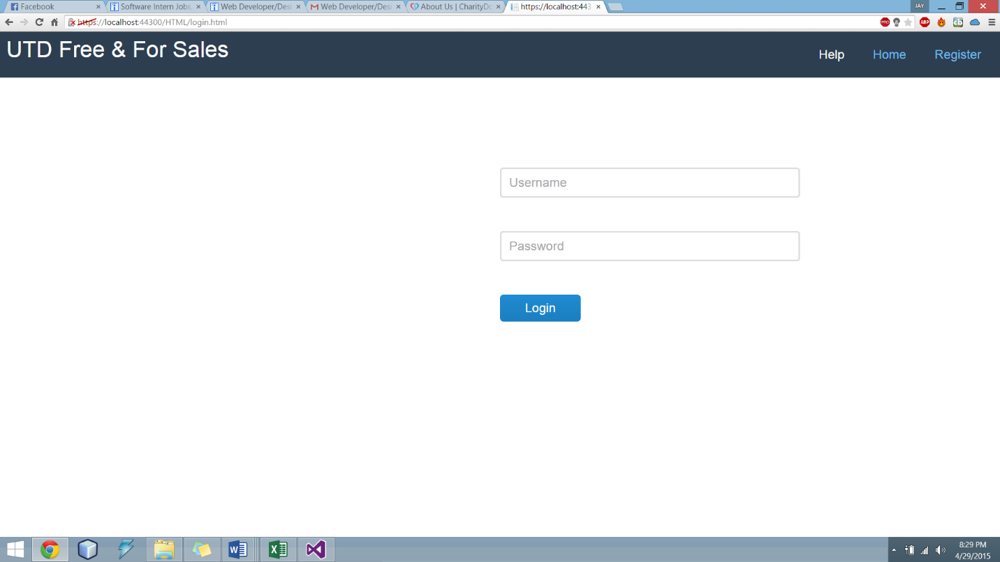 Facebook
Software Intern Jobs
Web Developer/Desi
Web Developer/Desi
About Us | CharityDo
https://localhost:443
JAY
https://localhost:44300/HTML/login.html
PRO
ABP
UTD Free & For Sales
Help
Home
Register
Username
Password
Login
8:29 PM
4/29/2015